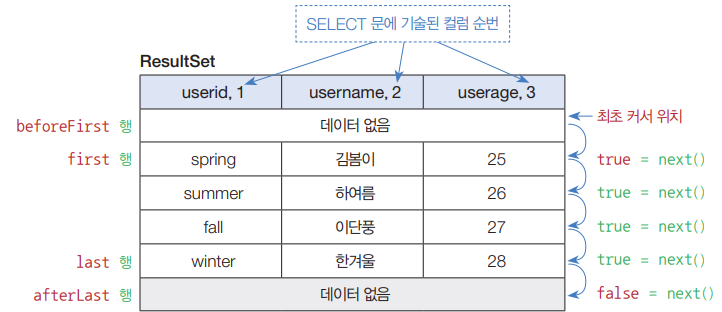 SELECT 문에 기술된 컬럼 순번
ResultSet
userid, 1 username, 2 userage, 3
beforeFirst 행 데이터 없음 최초 커서 위치
first 행 spring 김봄이 25 true = next()
summer 하여름 26 true = next()
fall 이단풍 27 true = next()
last 행 winter 한겨울 28 true = next()
afterLast 행 데이터 없음 false = next()